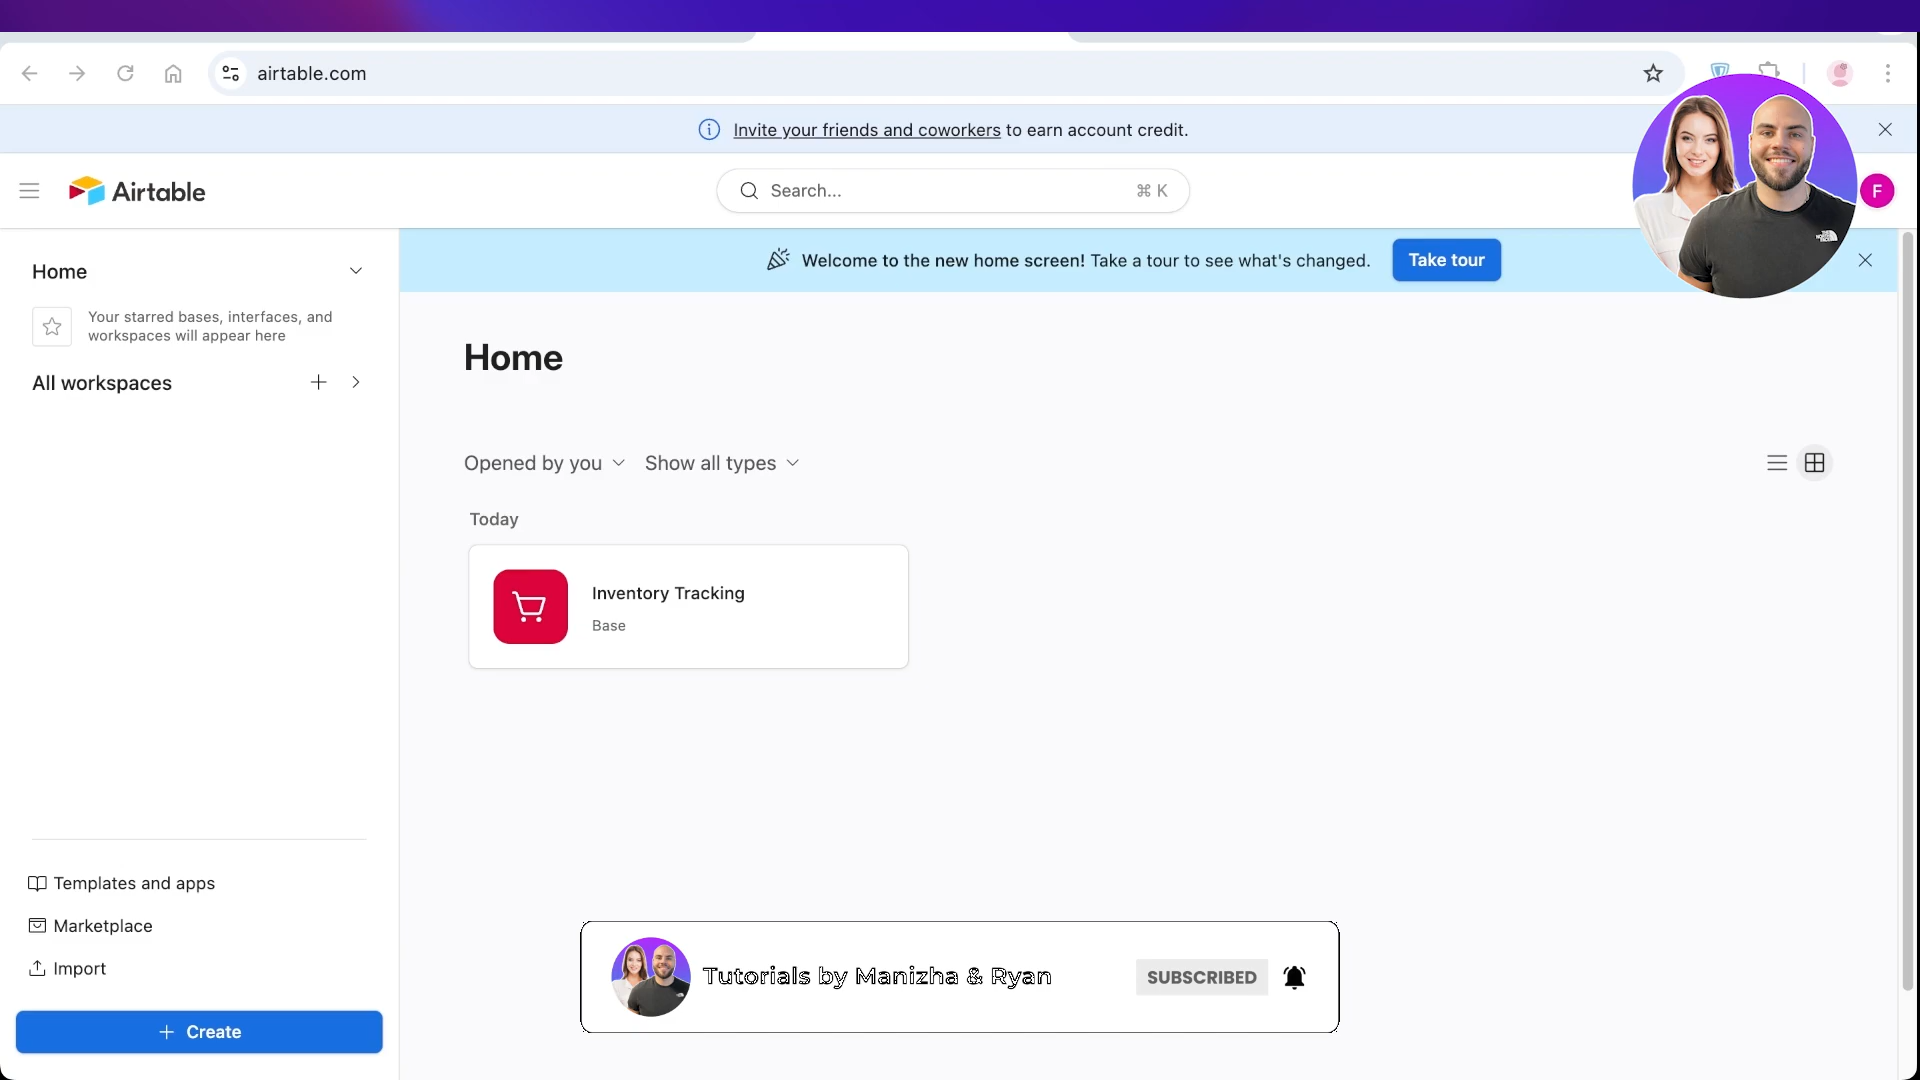 airtable.com
Invite your friends and coworkers to earn account credit.
Airtable
Search...
⌘ K
F
Home
Welcome to the new home screen! Take a tour to see what's changed.
Take tour
Your starred bases, interfaces, and
workspaces will appear here
All workspaces
Home
Opened by you
Show all types
Today
Inventory Tracking
Base
Templates and apps
Marketplace
Import
+ Create
Tutorials by Manizha & Ryan
SUBSCRIBED